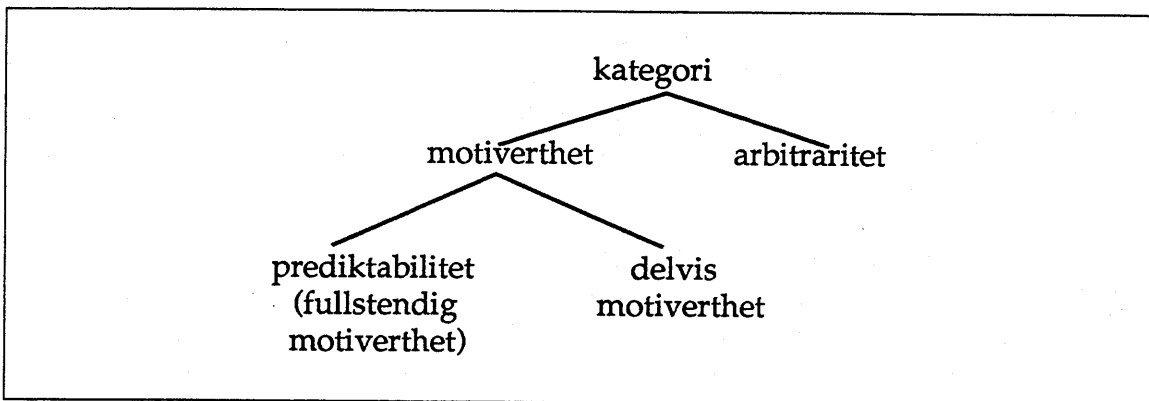 kategori
motiverthet arbitraritet
prediktabilitet delvis
(fullstendig motiverthet
motiverthet)